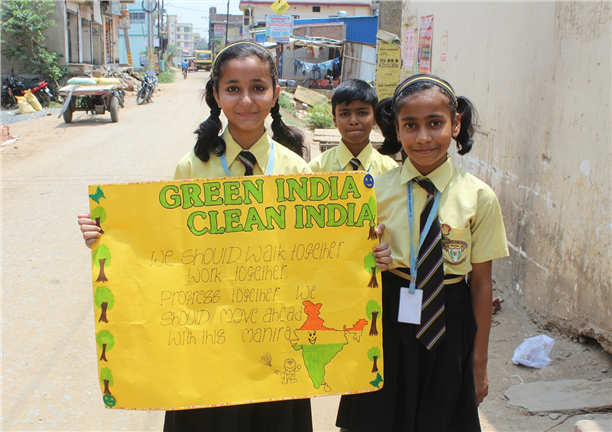 GREEN INDIA
CLEAN INDIA
We should walk together
work together
Progress together we
should move ahead
with this mantra